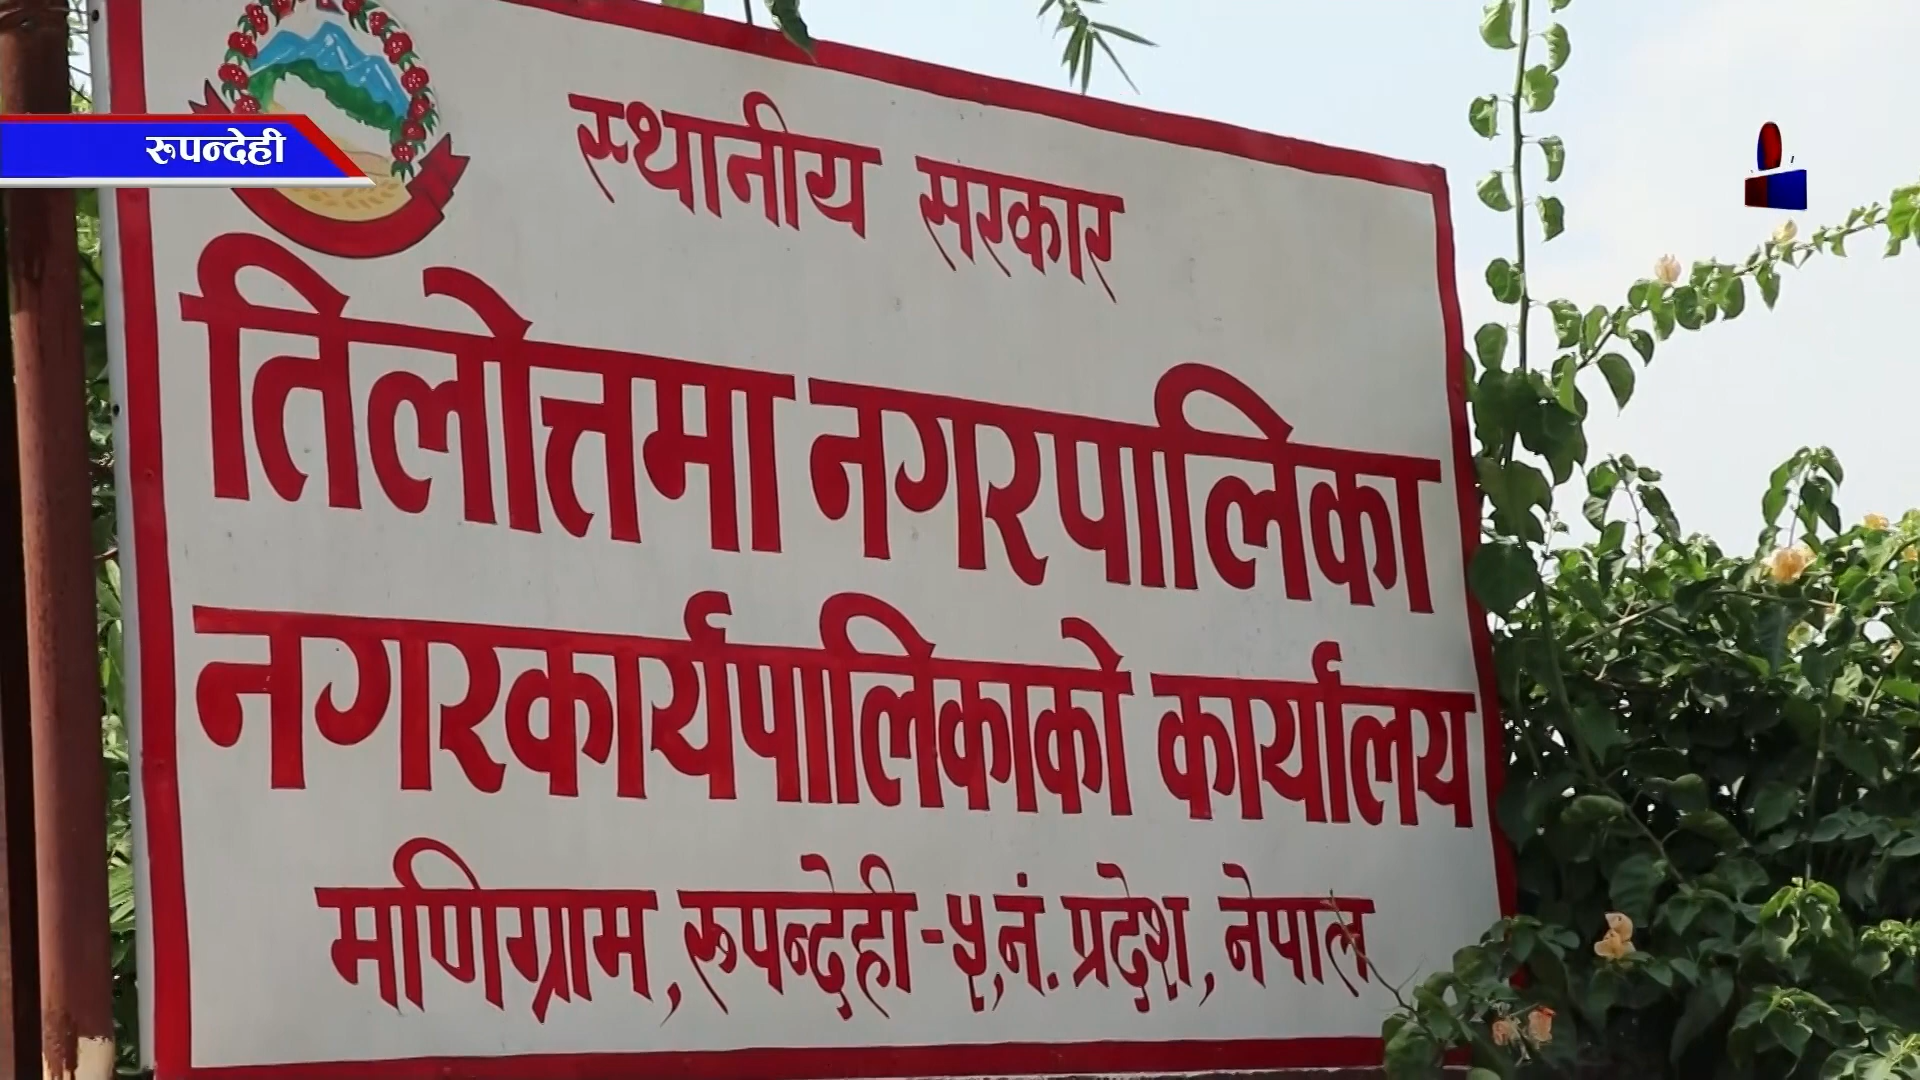 रुपन्देही
स्थानीय सरकार
तिलोत्तमा नगरपालिका
नगरकार्यपालिकाको कार्यालय
मणिग्राम, रूपन्देही -५,नं. प्रदेश, नेपाल